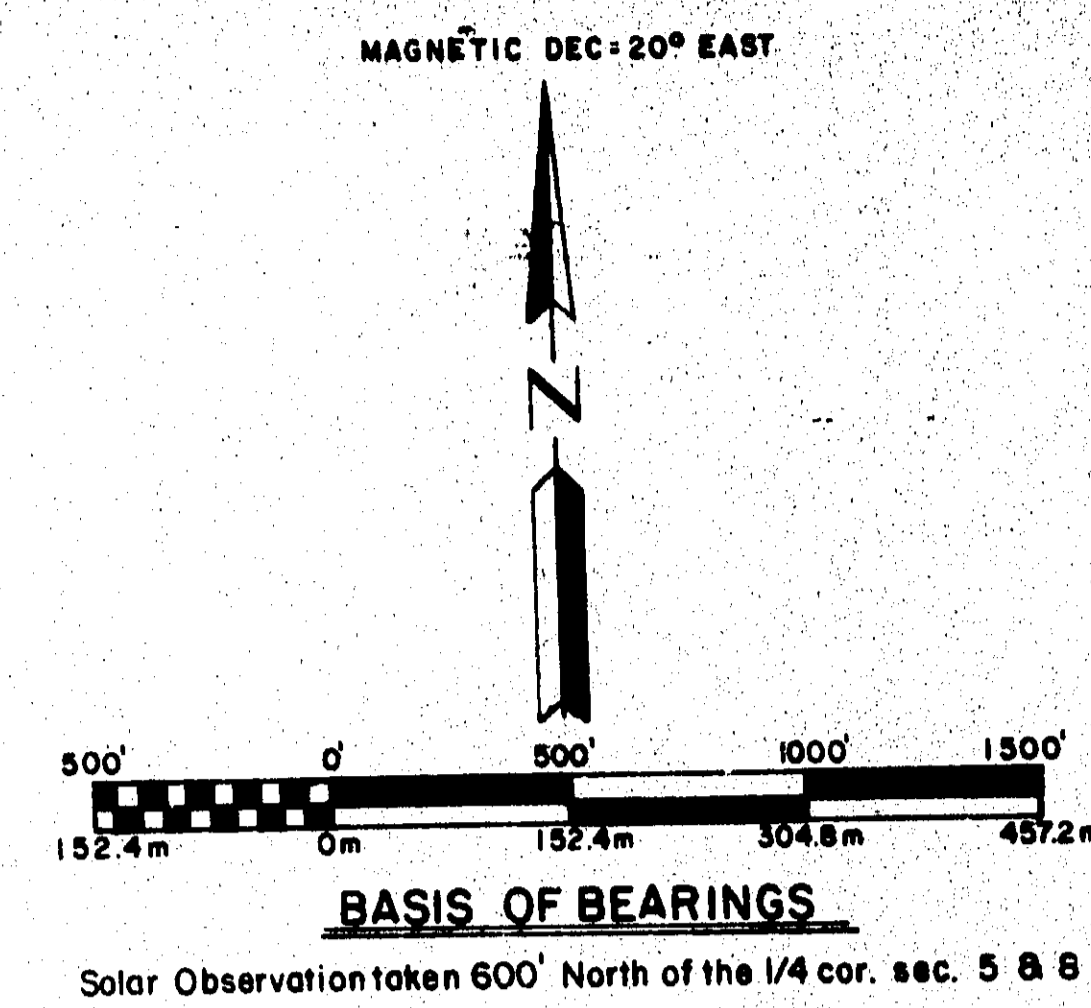 MAGNETIC DEC=20° EAST
N
500' 0' 500' 1000' 1500'
152.4m 0m 152.4m 304.8m 457.2m
BASIS OF BEARINGS
Solar Observation taken 600' North of the 1/4 cor. sec. 5 & 8